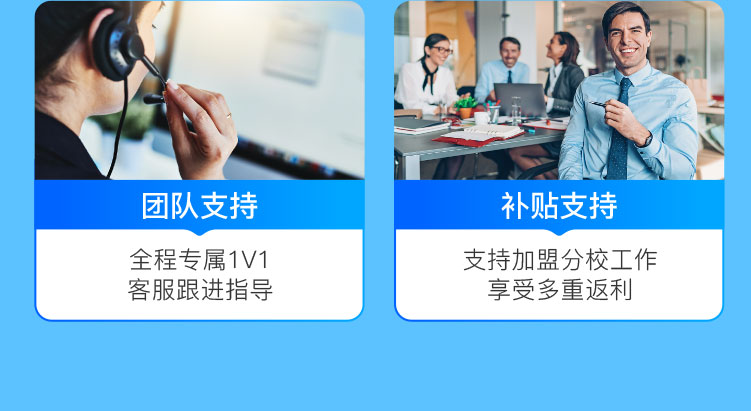 团队支持
全程专属1V1
客服跟进指导
补贴支持
支持加盟分校工作
享受多重返利